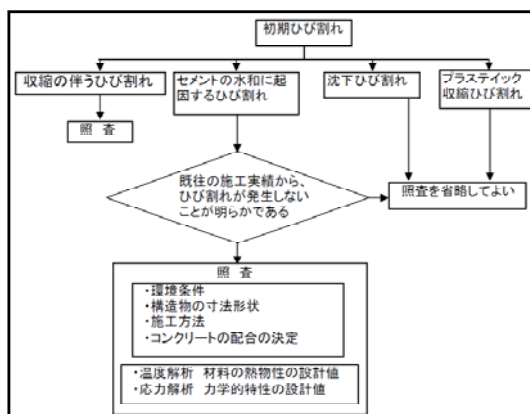 初期ひび割れ
収縮の伴うひび割れ
セメントの水和に起
因するひび割れ
沈下ひび割れ
プラステイック
収縮ひび割れ
照 査
既往の施工実績から、
ひび割れが発生しない
ことが明らかである
照査を省略してよい
照 査
・環境条件
・構造物の寸法形状
・施工方法
・コンクリートの配合の決定
・温度解析 材料の熱物性の設計値
・応力解析 力学的特性の設計値